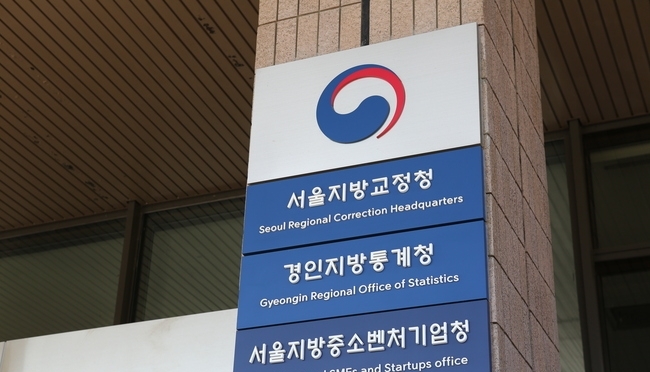 서울지방교정청
Seoul Regional Correction Headquarters
경인지방통계청
Gyeongin Regional Office of Statistics
서울지방중소벤처기업청
SMEs and Startups office